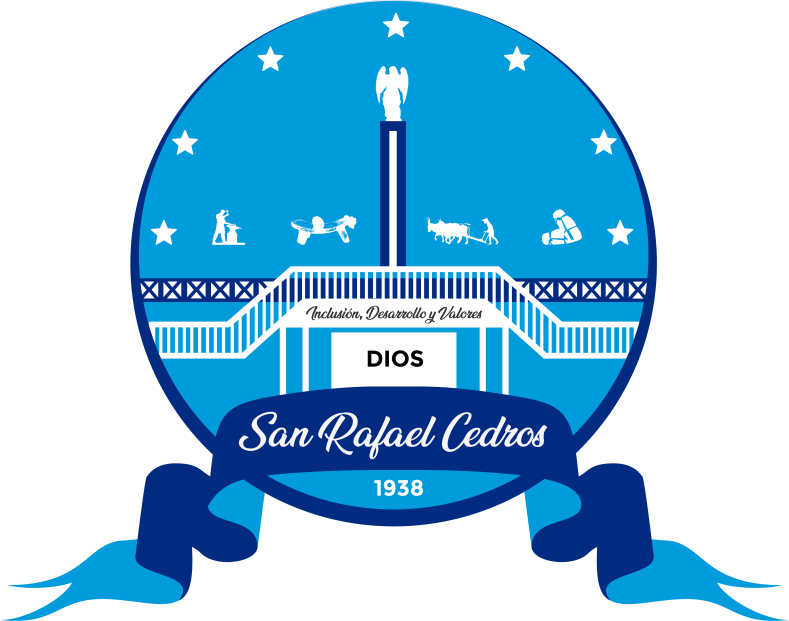 Inclusión, Desarrollo y Valores
DIOS
San Rafael Cedros
1938